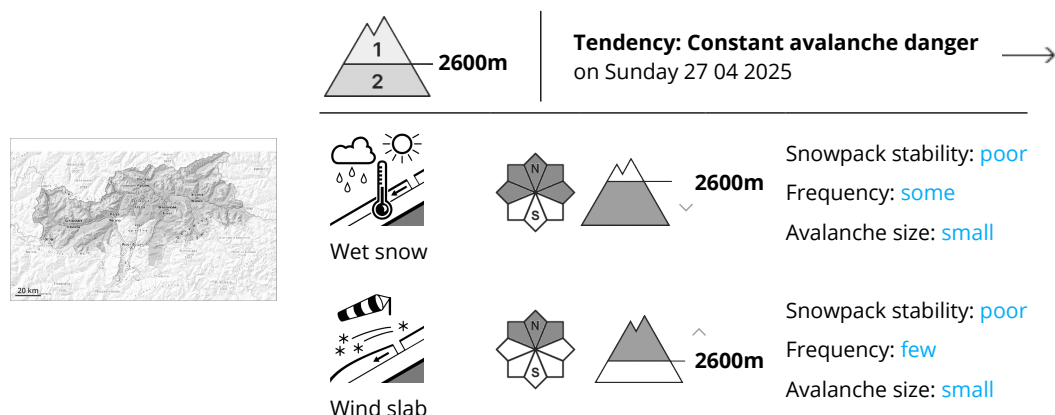 1
2
2600m
Tendency: Constant avalanche danger
on Sunday 27 04 2025
20 km
Wet snow
N
S
2600m
Snowpack stability: poor
Frequency: some
Avalanche size: small
Wind slab
N
S
2600m
Snowpack stability: poor
Frequency: few
Avalanche size: small